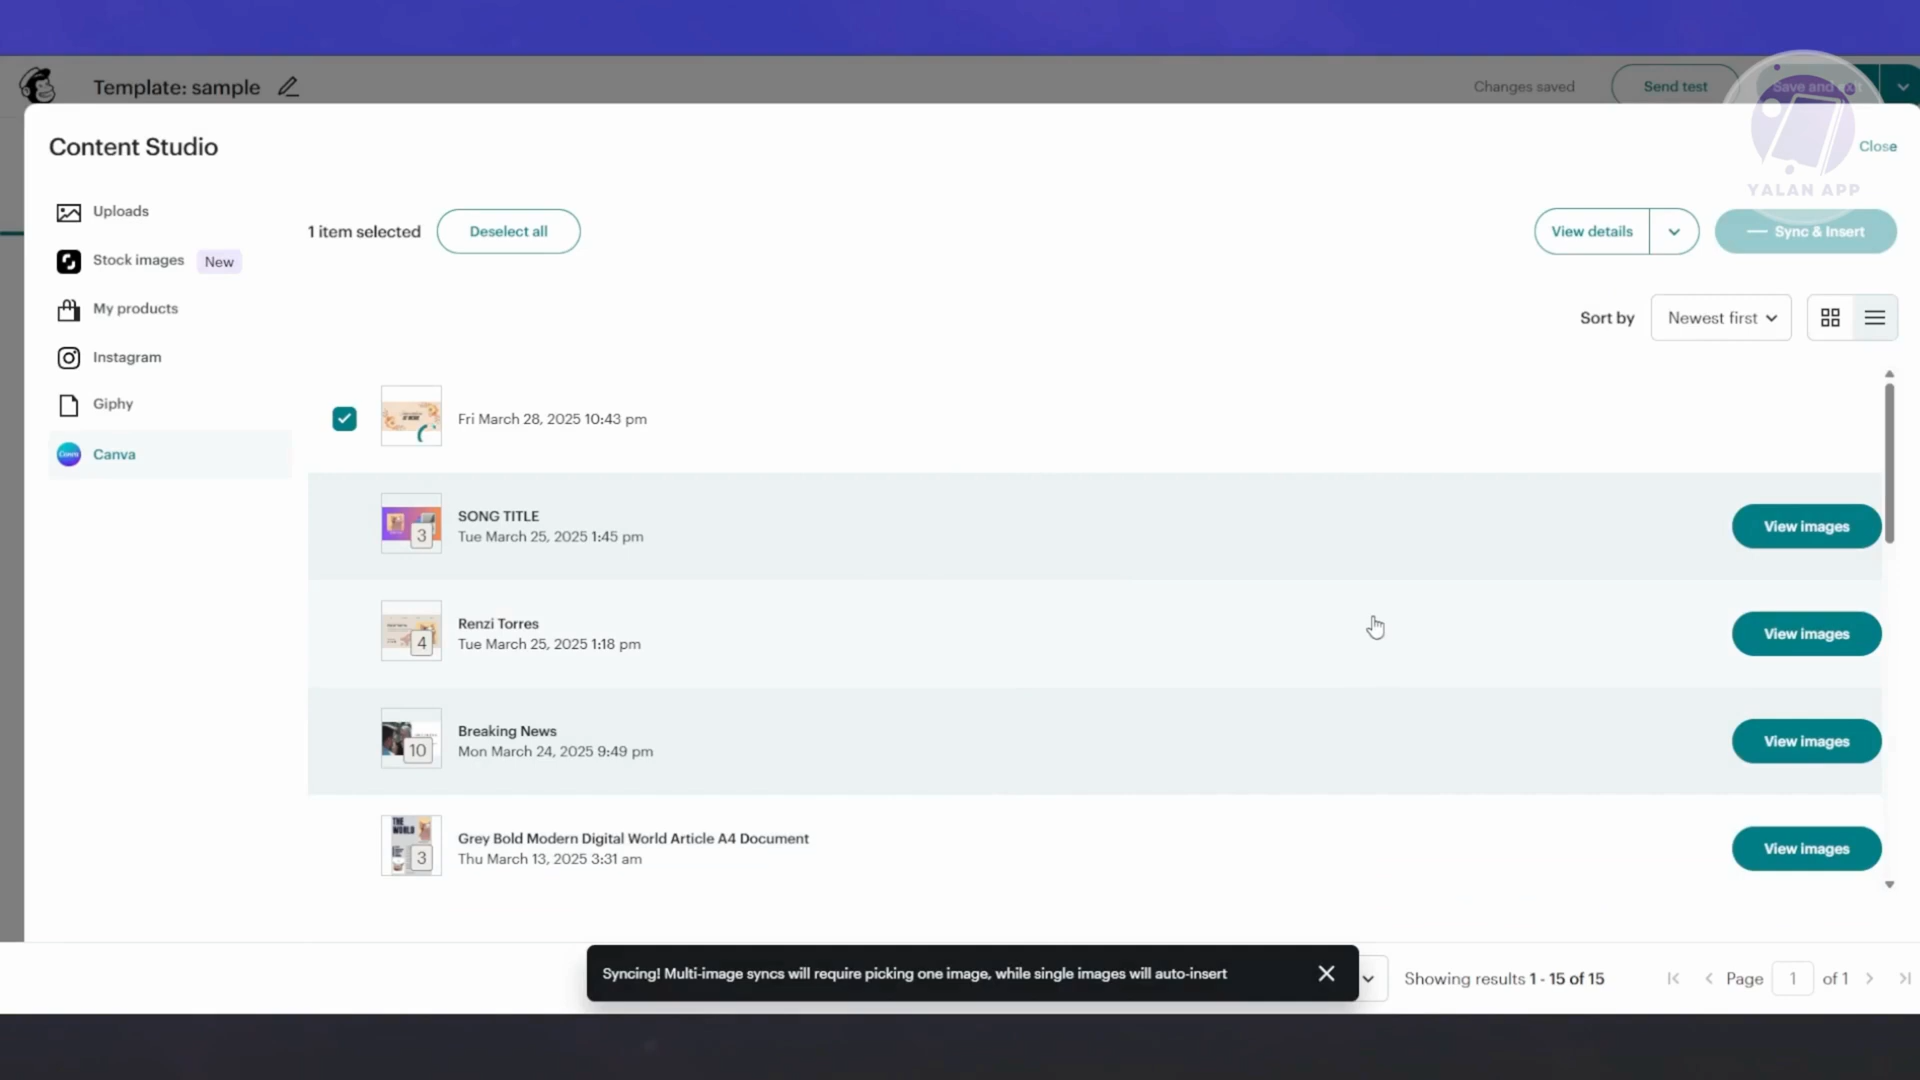 Template: sample
Changes saved
Send test
Save and exit
Content Studio
Close
YALAN APP
Uploads
Stock images New
My products
Instagram
Giphy
Canva
1 item selected
Deselect all
View details
Sync & Insert
Sort by
Newest first
Fri March 28, 2025 10:43 pm
SONG TITLE
Tue March 25, 2025 1:45 pm
3
View images
Renzi Torres
Tue March 25, 2025 1:18 pm
4
View images
Breaking News
Mon March 24, 2025 9:49 pm
10
View images
THE
WORLD
Grey Bold Modern Digital World Article A4 Document
Thu March 13, 2025 3:31 am
3
View images
Syncing! Multi-image syncs will require picking one image, while single images will auto-insert
Showing results 1 - 15 of 15
Page 1 of 1